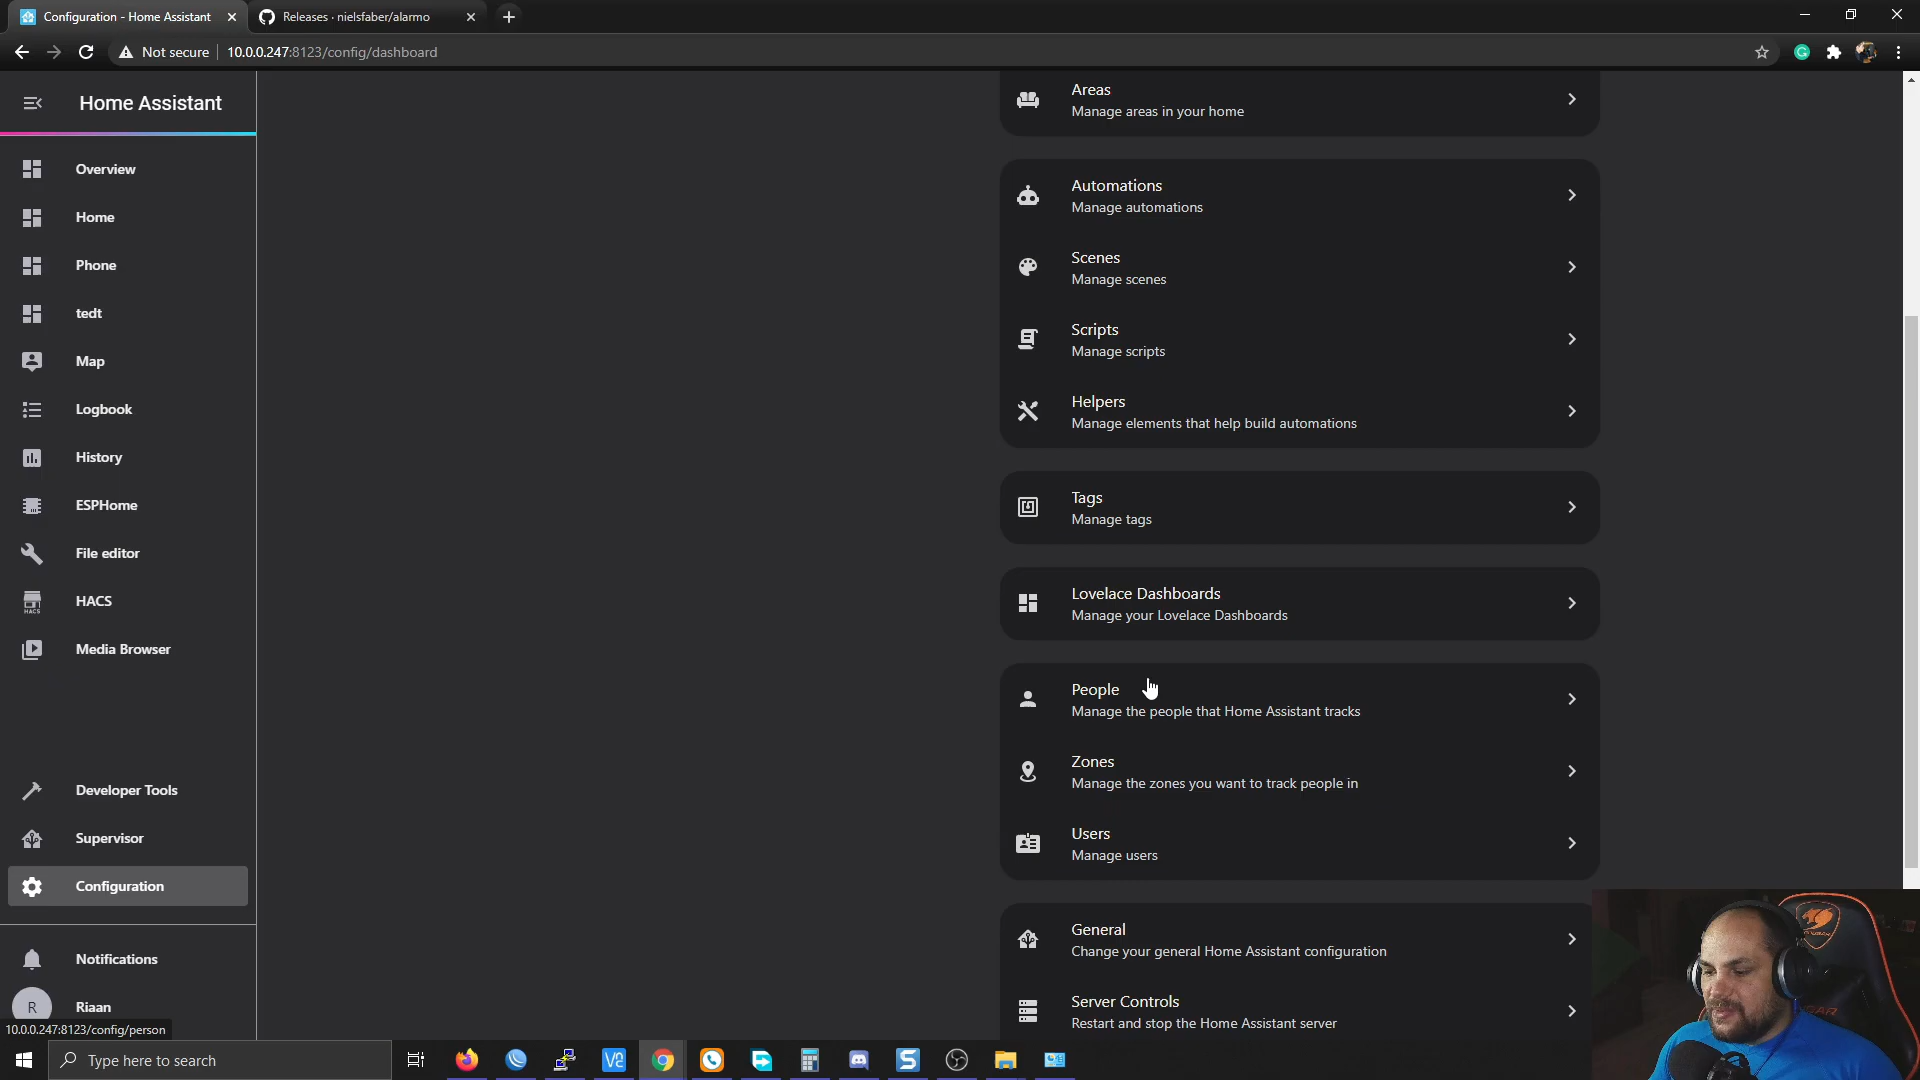 Configuration - Home Assistant
Releases · nielsfaber/alarmo
Not secure
10.0.0.247:8123/config/dashboard
Home Assistant
Overview
Home
Phone
tedt
Map
Logbook
History
ESPHome
File editor
HACS
HACS
Media Browser
Developer Tools
Supervisor
Configuration
Notifications
R
Riaan
10.0.0.247:8123/config/person
Areas
Manage areas in your home
Automations
Manage automations
Scenes
Manage scenes
Scripts
Manage scripts
Helpers
Manage elements that help build automations
Tags
Manage tags
Lovelace Dashboards
Manage your Lovelace Dashboards
People
Manage the people that Home Assistant tracks
Zones
Manage the zones you want to track people in
Users
Manage users
General
Change your general Home Assistant configuration
Server Controls
Restart and stop the Home Assistant server
Type here to search